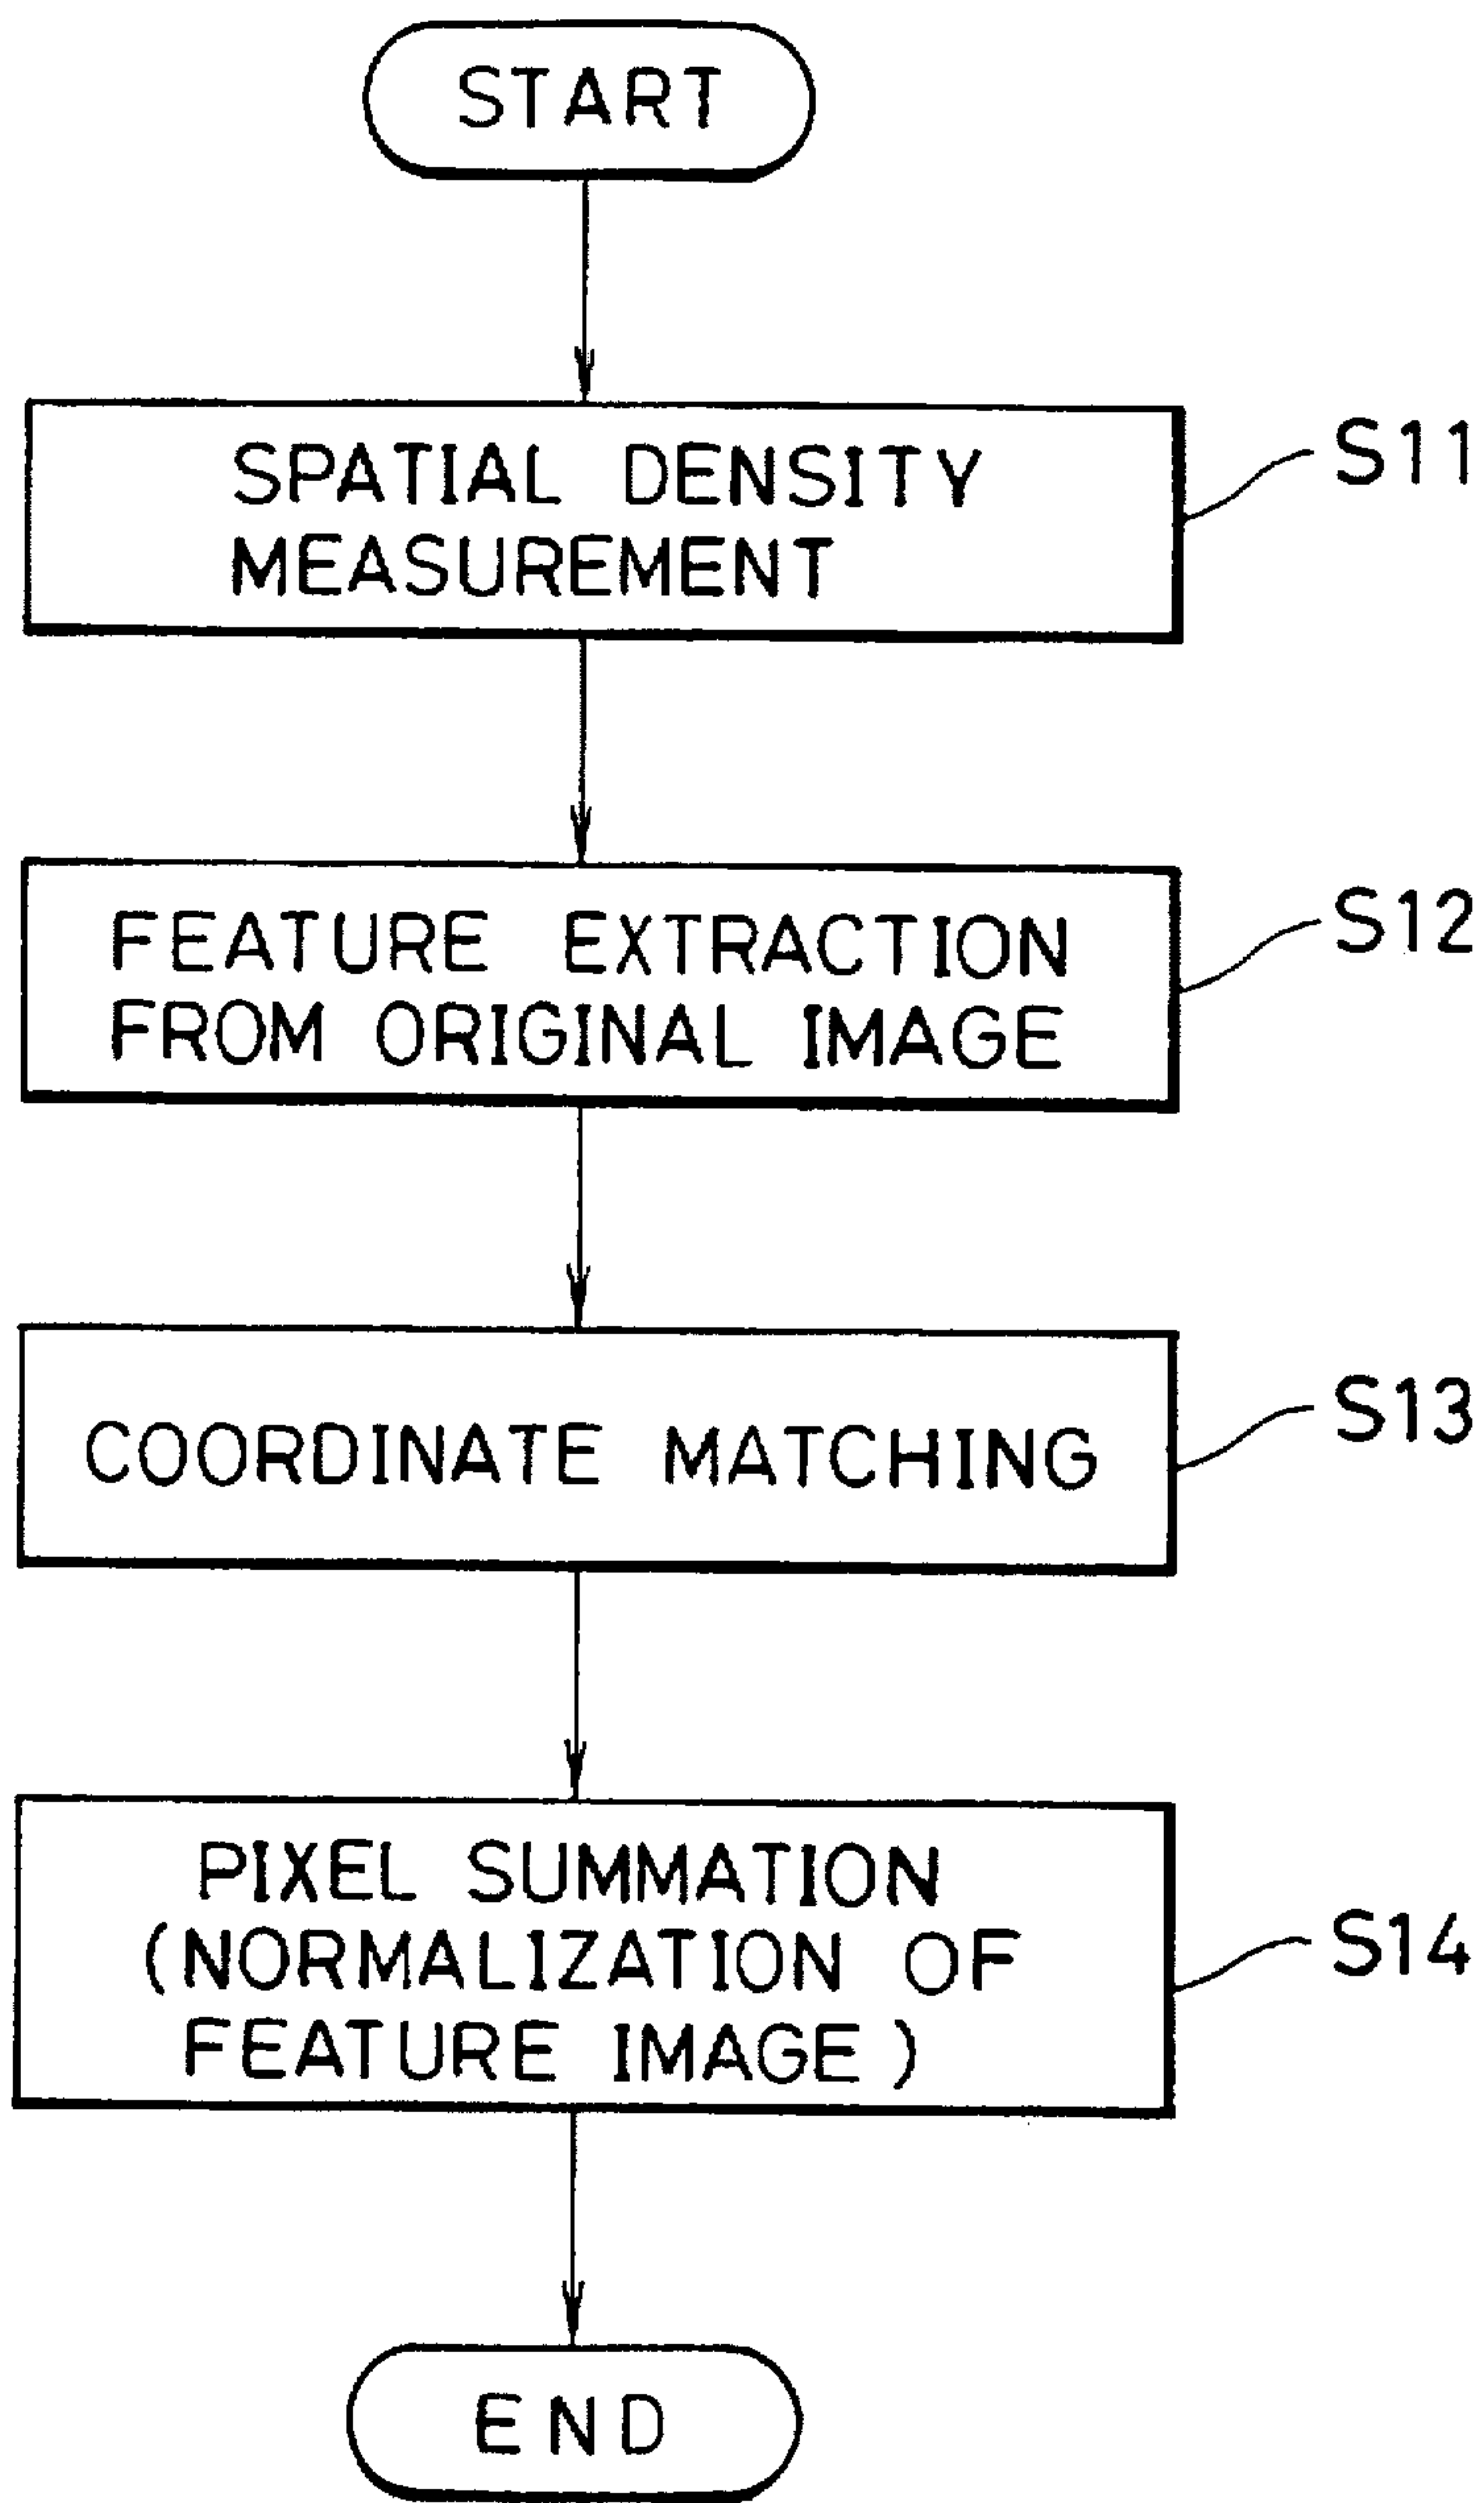 START
SPATIAL DENSITY
MEASUREMENT
S11
FEATURE EXTRACTION
FROM ORIGINAL IMAGE
S12
COORDINATE MATCHING
S13
PIXEL SUMMATION
(NORMALIZATION OF
FEATURE IMAGE)
S14
END